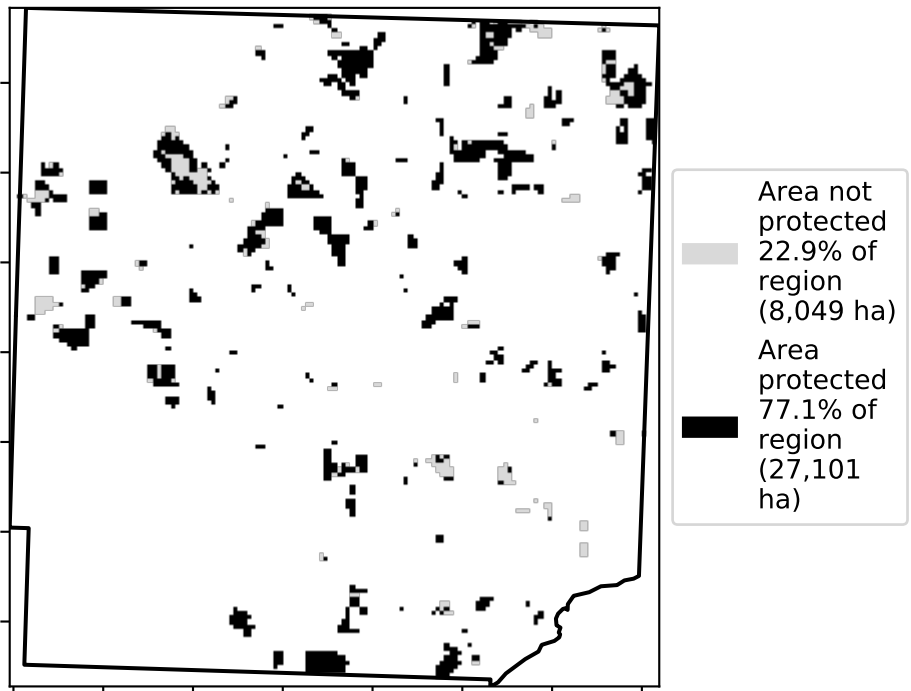 Area not
protected
22.9% of
region
(8,049 ha)
Area
protected
77.1% of
region
(27,101
ha)